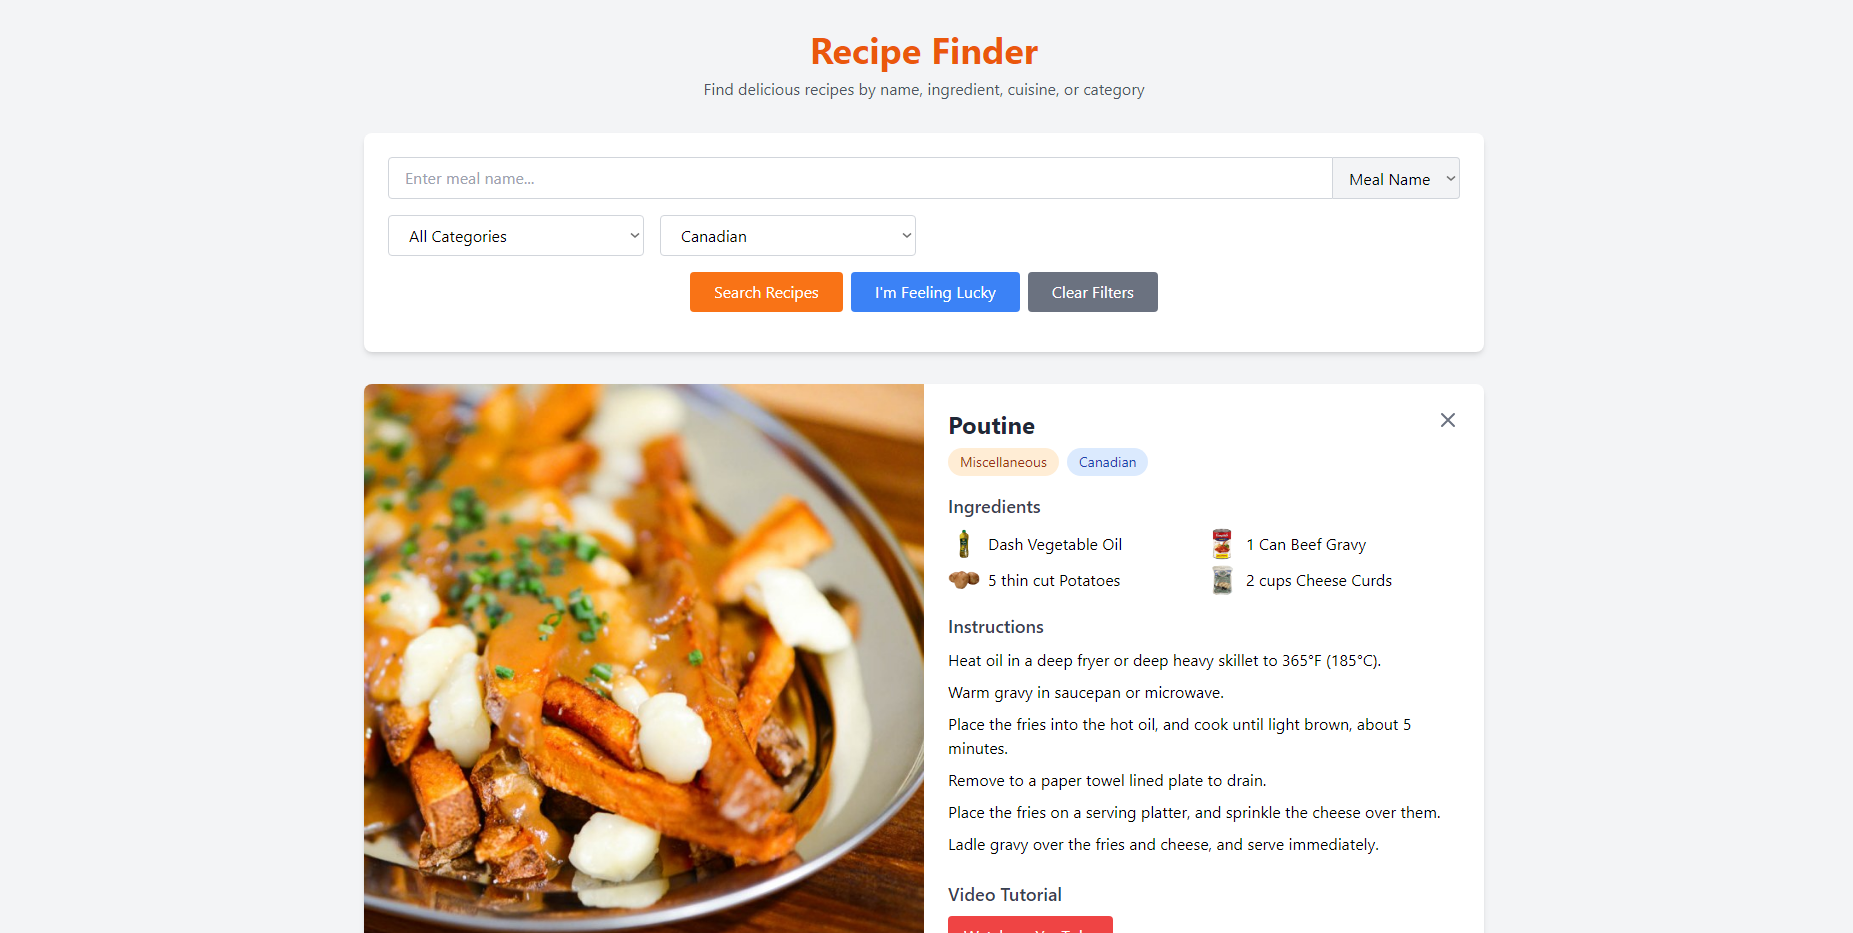 Recipe Finder
Find delicious recipes by name, ingredient, cuisine, or category
Enter meal name...
Meal Name
All Categories
Canadian
Search Recipes
I'm Feeling Lucky
Clear Filters
Poutine
Miscellaneous
Canadian
Ingredients
Dash Vegetable Oil
1 Can Beef Gravy
5 thin cut Potatoes
2 cups Cheese Curds
Instructions
Heat oil in a deep fryer or deep heavy skillet to 365°F (185°C).
Warm gravy in saucepan or microwave.
Place the fries into the hot oil, and cook until light brown, about 5
minutes.
Remove to a paper towel lined plate to drain.
Place the fries on a serving platter, and sprinkle the cheese over them.
Ladle gravy over the fries and cheese, and serve immediately.
Video Tutorial